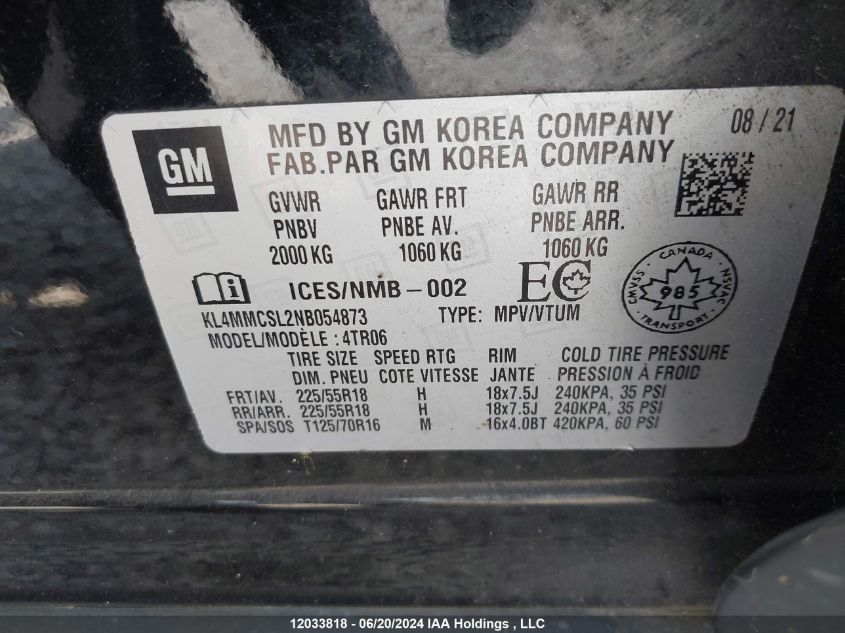 GM
MFD BY GM KOREA COMPANY 08 / 21
FAB.PAR GM KOREA COMPANY
GVWR GAWR FRT GAWR RR
PNBV PNBE AV. PNBE ARR.
2000 KG 1060 KG 1060 KG
i ICES/NMB-002 EC
CANADA CMVSS NSVAC 985 TRANSPORT
KL4MMCSL2NB054873 TYPE: MPV/VTUM
MODEL/MODÈLE : 4TR06
TIRE SIZE SPEED RTG RIM COLD TIRE PRESSURE
DIM. PNEU COTE VITESSE JANTE PRESSION À FROID
FRT/AV. 225/55R18 H 18x7.5J 240KPA, 35 PSI
RR/ARR. 225/55R18 H 18x7.5J 240KPA, 35 PSI
SPA/SOS T125/70R16 M 16x4.0BT 420KPA, 60 PSI
12033818 - 06/20/2024 IAA Holdings , LLC